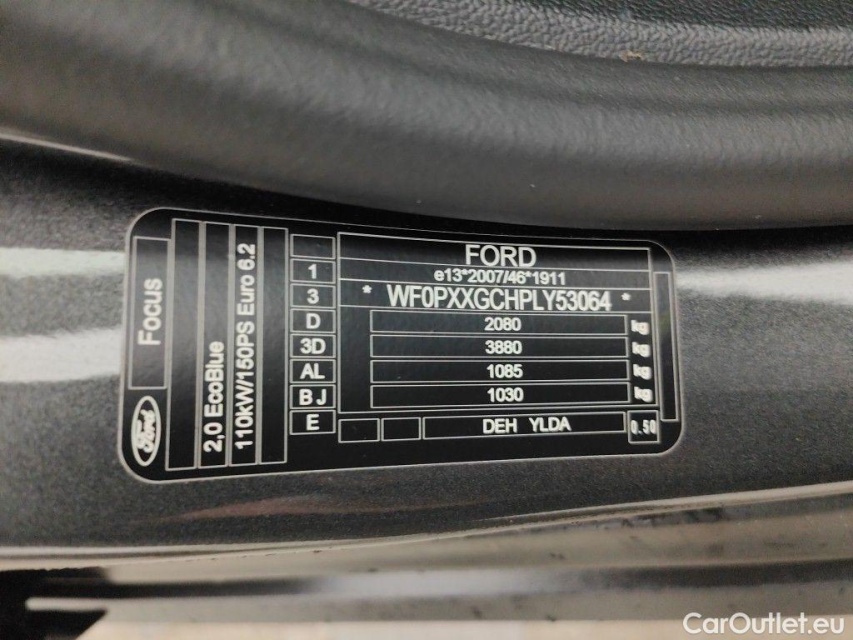 FORD
e13*2007/46*1911
* WF0PXXGCHPLY53064 *
1
3
D
3D
AL
BJ
E
2080 kg
3880 kg
1085 kg
1030 kg
DEH YLDA 0.50
Focus
2,0 EcoBlue
110kW/150PS Euro 6.2
Ford
CarOutlet.eu